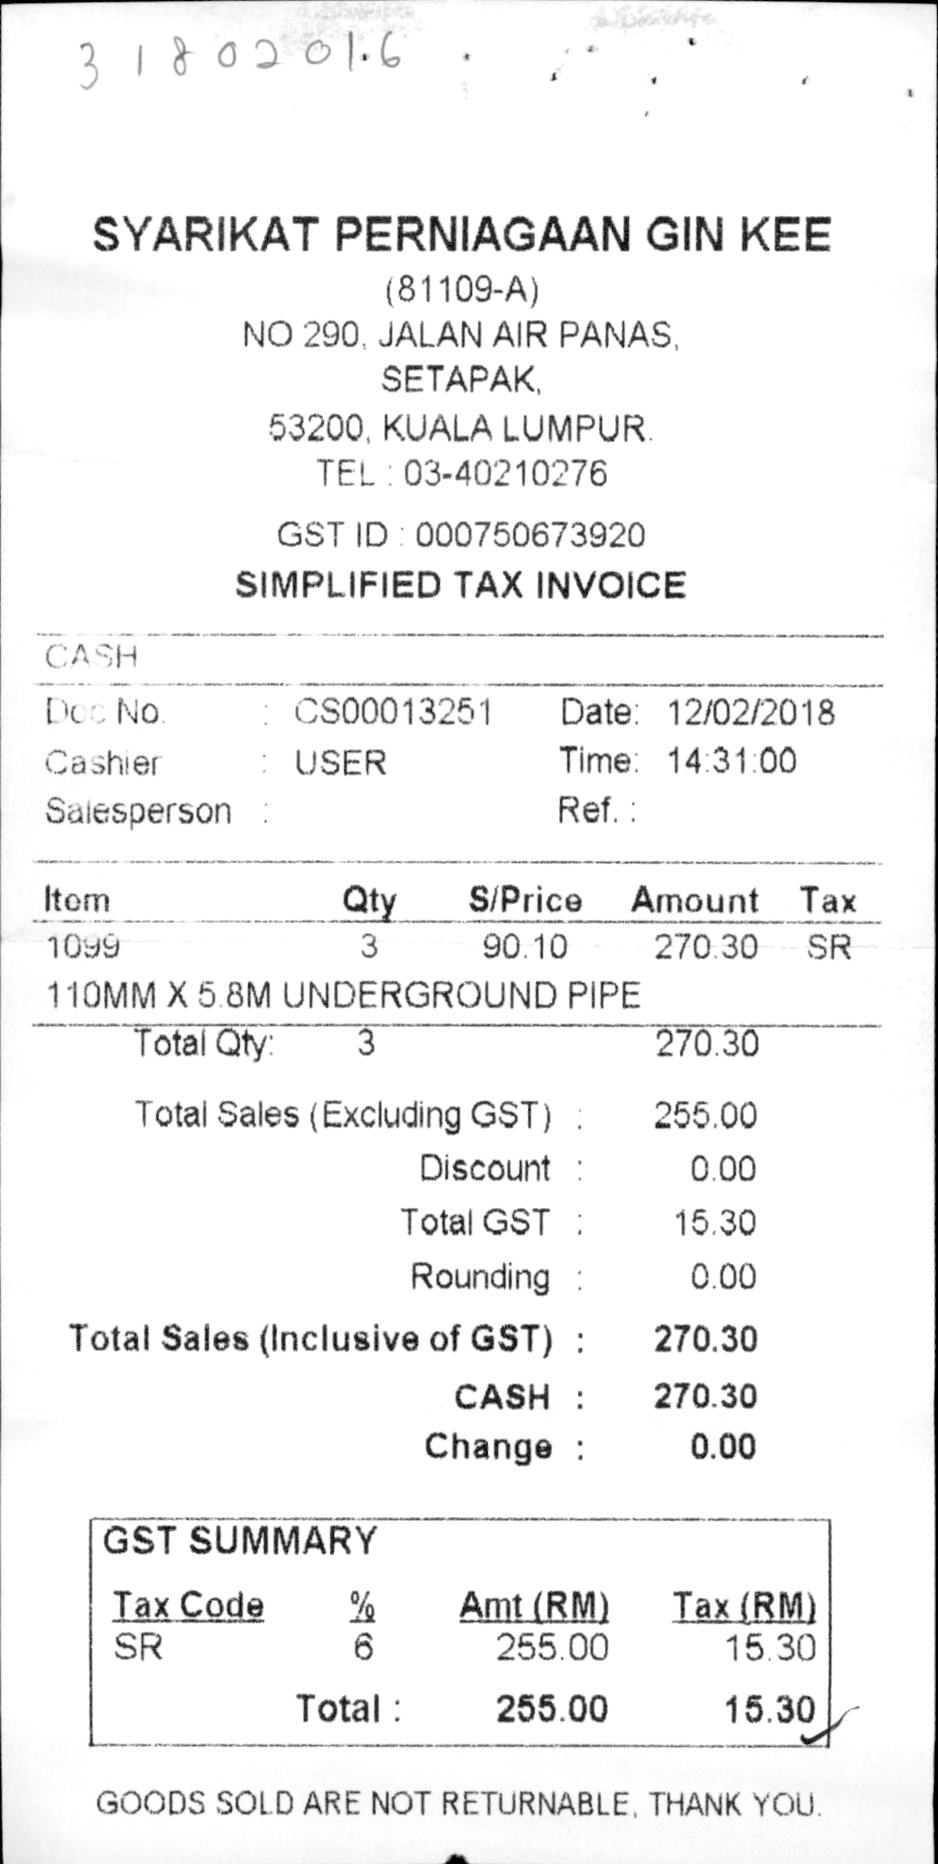 3180201.6
SYARIKAT PERNIAGAAN GIN KEE
(81109-A)
NO 290, JALAN AIR PANAS,
SETAPAK,
53200, KUALA LUMPUR.
TEL : 03-40210276
GST ID : 000750673920
SIMPLIFIED TAX INVOICE
CASH
Doc No. : CS00013251 Date: 12/02/2018
Cashier : USER Time: 14:31:00
Salesperson : Ref. :
Item Qty S/Price Amount Tax
1099 3 90.10 270.30 SR
110MM X 5.8M UNDERGROUND PIPE
Total Qty: 3 270.30
Total Sales (Excluding GST) : 255.00
Discount : 0.00
Total GST : 15.30
Rounding : 0.00
Total Sales (Inclusive of GST) : 270.30
CASH : 270.30
Change : 0.00
GST SUMMARY
Tax Code % Amt (RM) Tax (RM)
SR 6 255.00 15.30
Total : 255.00 15.30
GOODS SOLD ARE NOT RETURNABLE, THANK YOU.